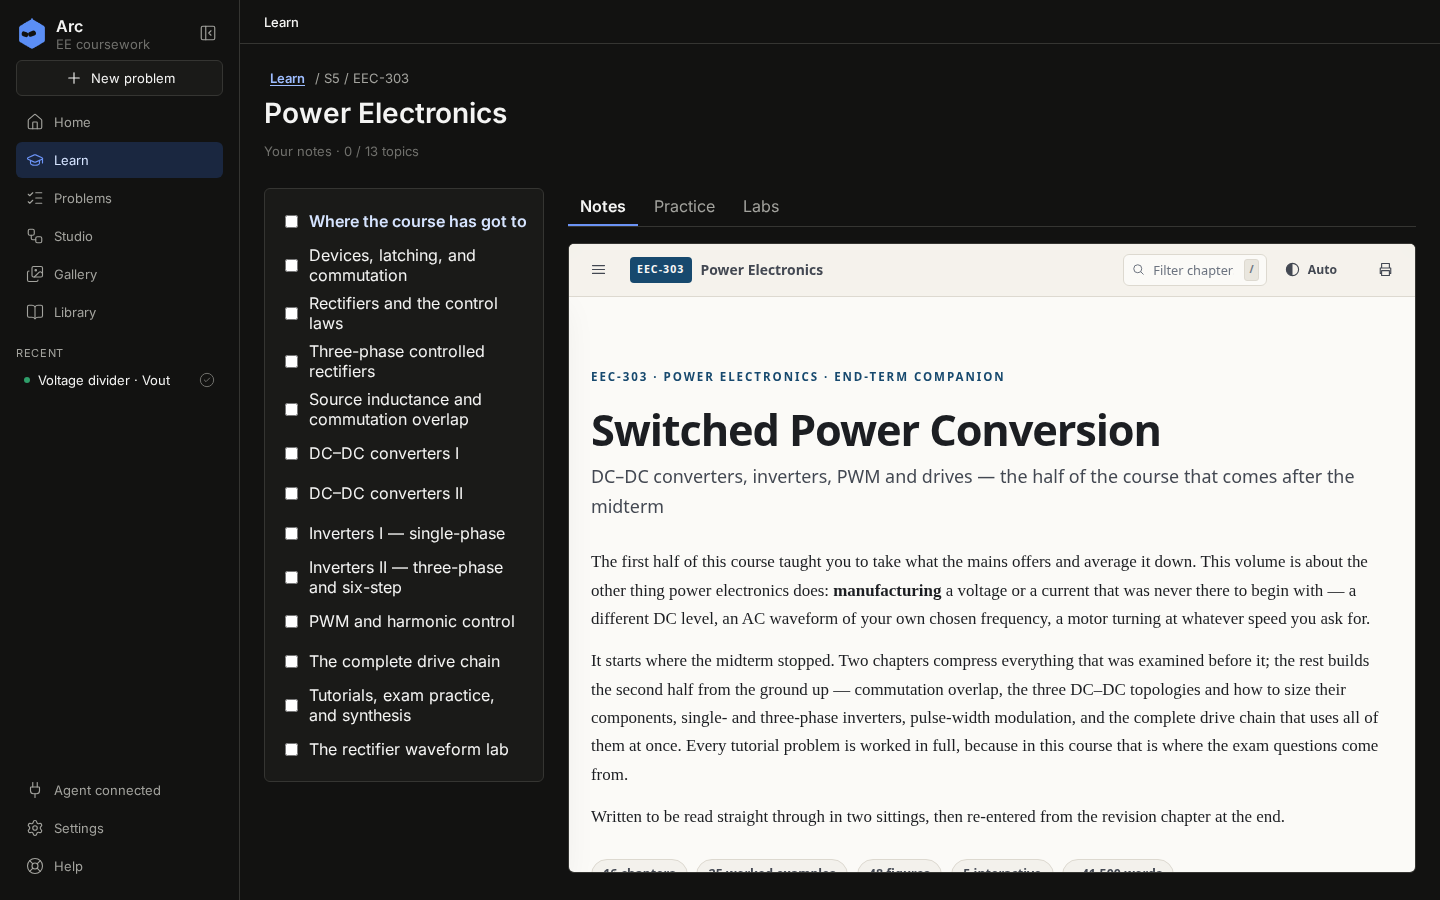 Arc
EE coursework
New problem
Home
Learn
Problems
Studio
Gallery
Library
RECENT
Voltage divider · Vout
Agent connected
Settings
Help
Learn
Learn / S5 / EEC-303
Power Electronics
Your notes · 0 / 13 topics
Where the course has got to
Devices, latching, and
commutation
Rectifiers and the control
laws
Three-phase controlled
rectifiers
Source inductance and
commutation overlap
DC–DC converters I
DC–DC converters II
Inverters I — single-phase
Inverters II — three-phase
and six-step
PWM and harmonic control
The complete drive chain
Tutorials, exam practice,
and synthesis
The rectifier waveform lab
Notes Practice Labs
EEC-303 Power Electronics Filter chapter / Auto
EEC-303 · POWER ELECTRONICS · END-TERM COMPANION
Switched Power Conversion
DC–DC converters, inverters, PWM and drives — the half of the course that comes after the
midterm
The first half of this course taught you to take what the mains offers and average it down. This volume is about the
other thing power electronics does: manufacturing a voltage or a current that was never there to begin with — a
different DC level, an AC waveform of your own chosen frequency, a motor turning at whatever speed you ask for.
It starts where the midterm stopped. Two chapters compress everything that was examined before it; the rest builds
the second half from the ground up — commutation overlap, the three DC–DC topologies and how to size their
components, single- and three-phase inverters, pulse-width modulation, and the complete drive chain that uses all of
them at once. Every tutorial problem is worked in full, because in this course that is where the exam questions come
from.
Written to be read straight through in two sittings, then re-entered from the revision chapter at the end.
chapters worked examples figures interactive words